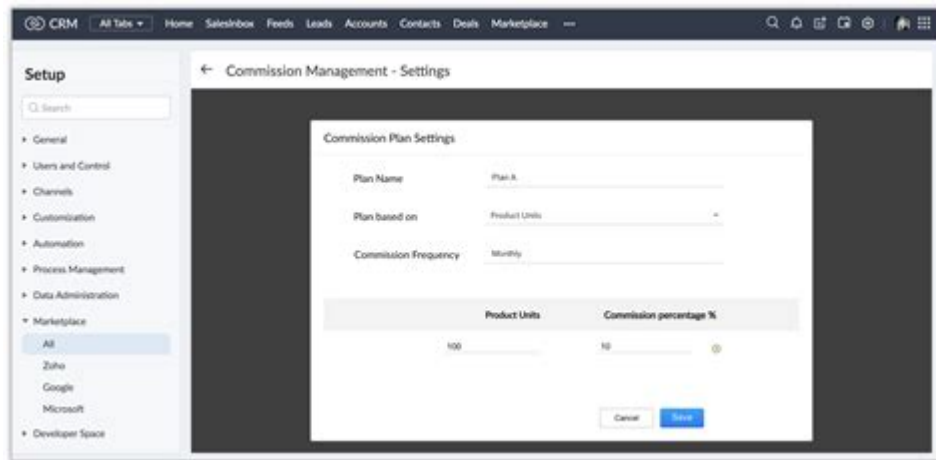 CRM All Tabs Home SalesInbox Feeds Leads Accounts Contacts Deals Marketplace ...
Setup
Search
General
Users and Control
Channels
Customization
Automation
Process Management
Data Administration
Marketplace
All
Zoho
Google
Microsoft
Developer Space
Commission Management - Settings
Commission Plan Settings
Plan Name Plan A
Plan based on Product Units
Commission Frequency Monthly
Product Units Commission percentage %
100 10
Cancel Save